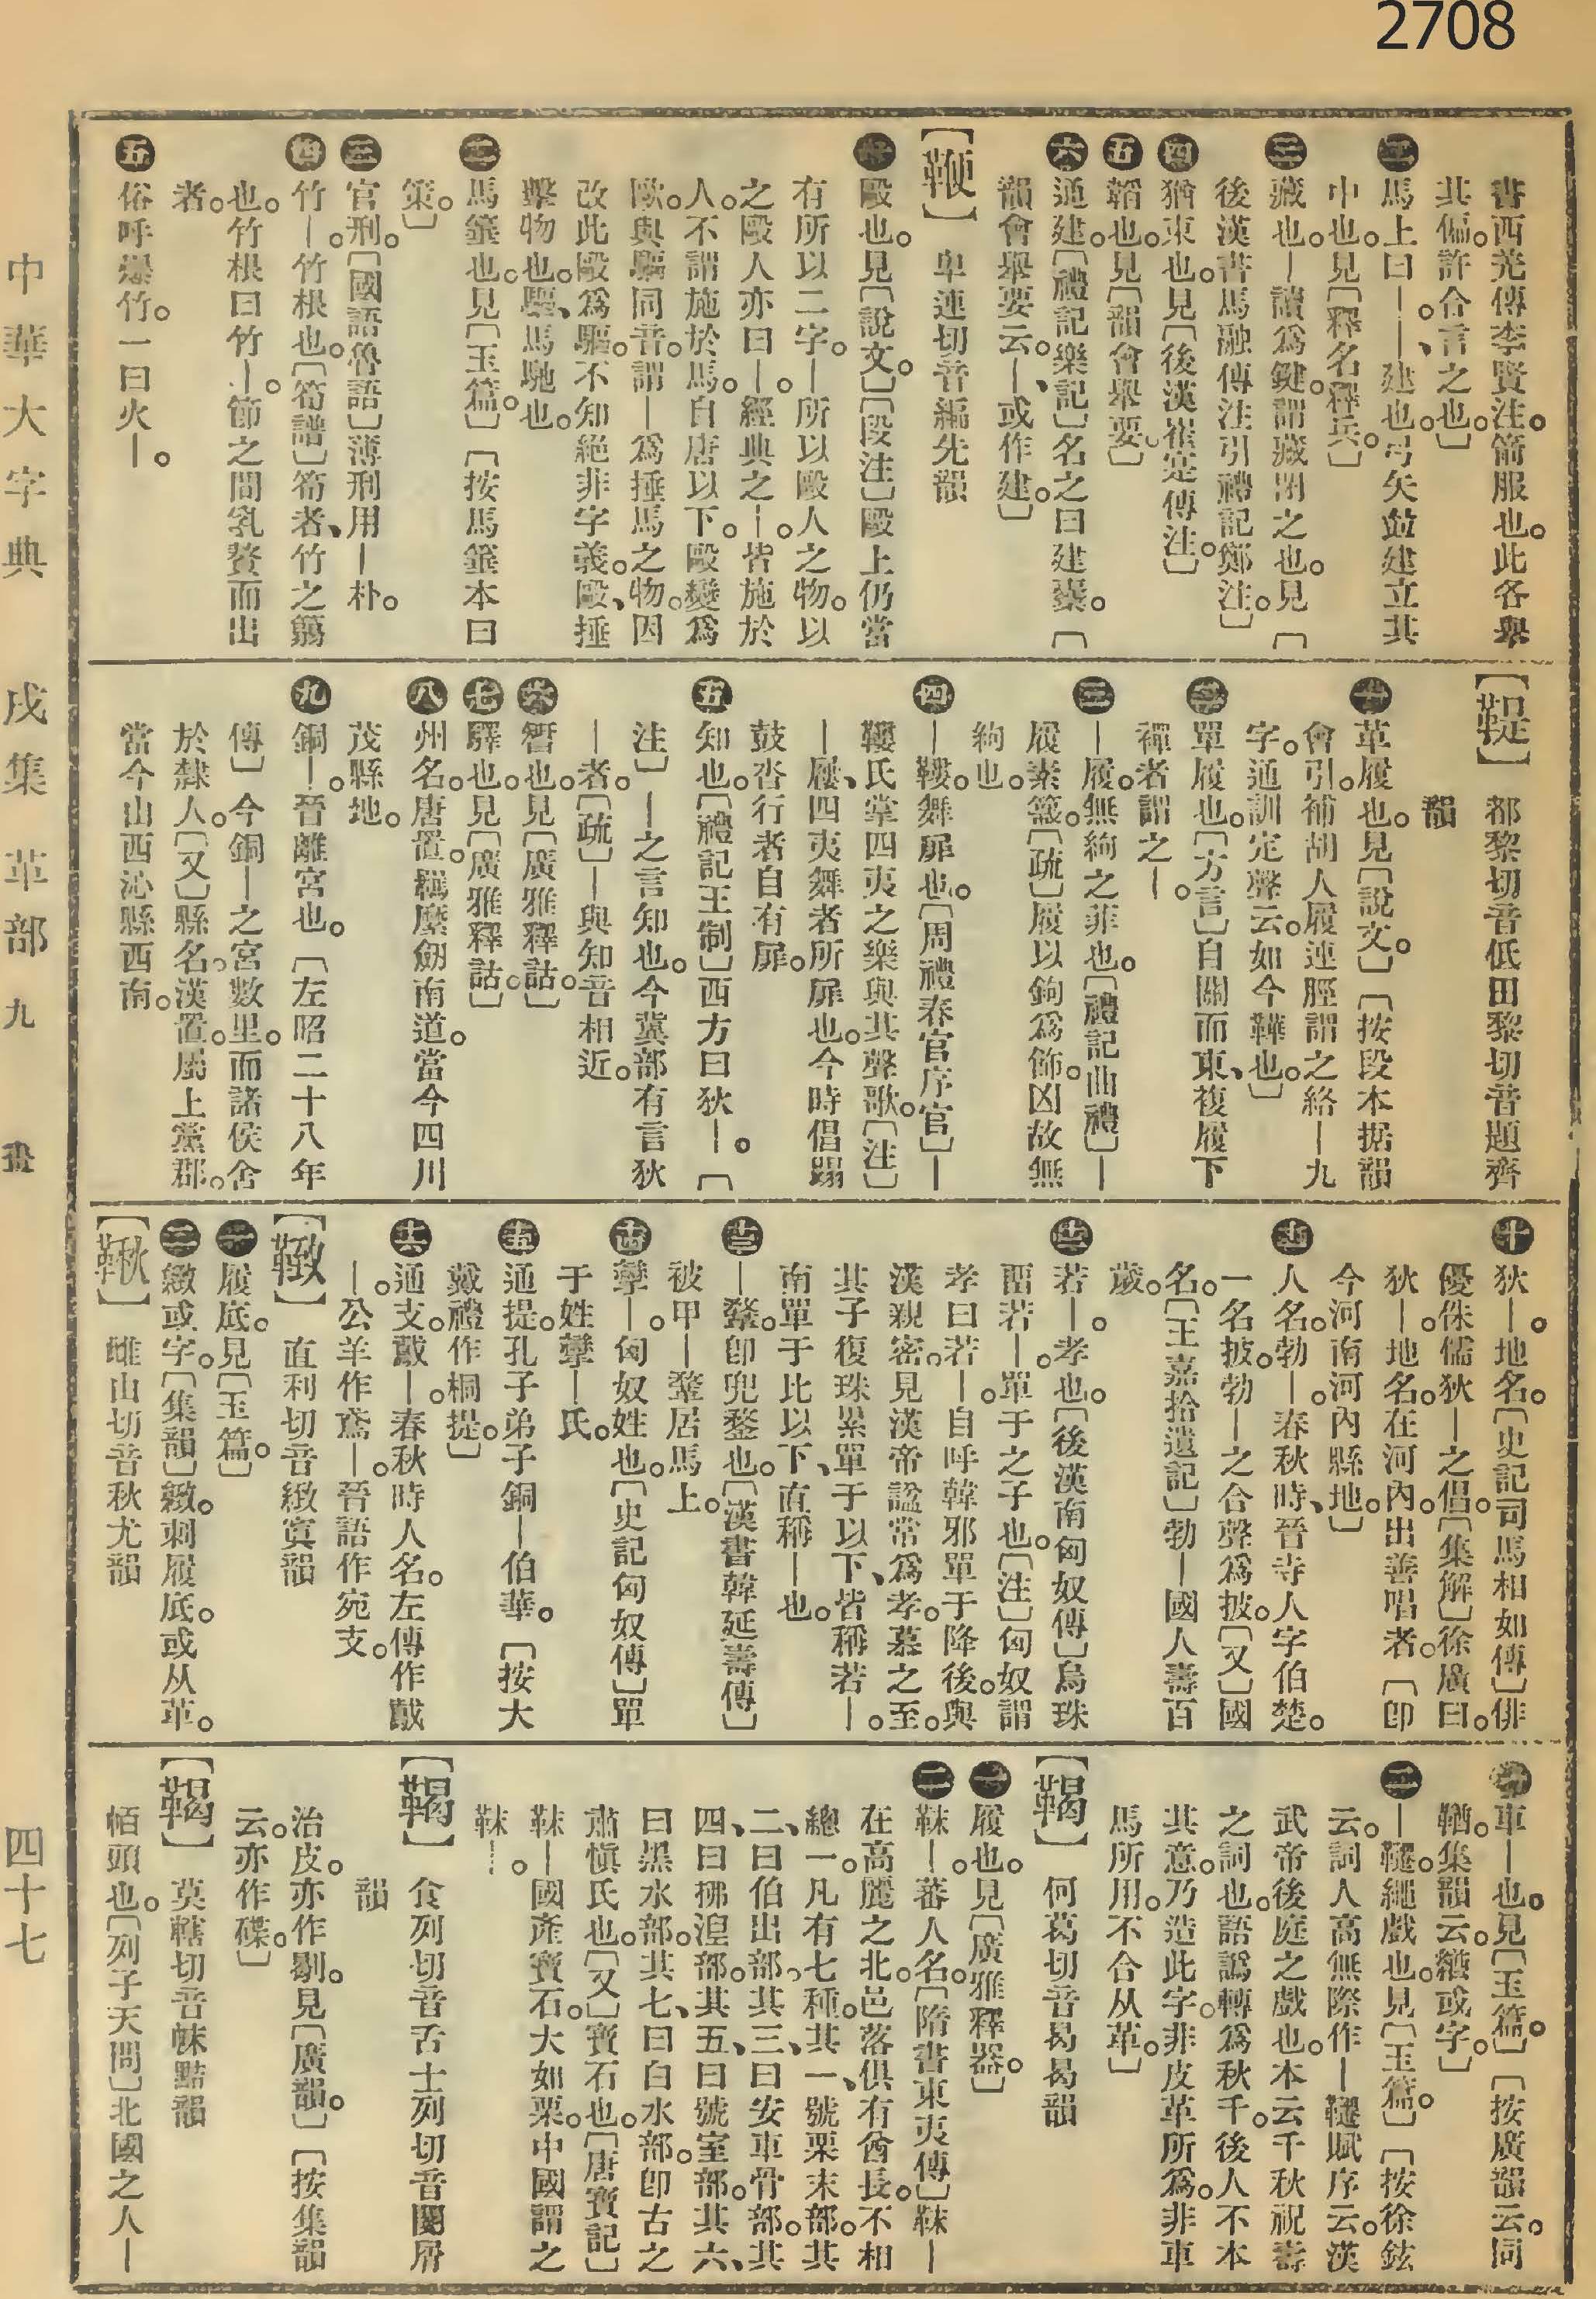 2708
書西羌傳李賢注箭服也。此各舉
其偏。許合言之也〕
㊁馬上曰｜｜、建也。弓矢並建立其
中也。見〔釋名釋兵。〕
㊂藏也。｜讀爲鍵。謂藏閉之也。見〔
後漢書馬融傳注引禮記鄭注。〕
㊃猶束也。見〔後漢崔寔傳注。〕
㊄韜也。見〔韻會舉要。〕
㊅通建。〔禮記樂記〕名之曰建櫜。〔
韻會舉要云。｜、或作建。〕
【鞭】卑連切音編先韻
㊀毆也。見〔說文。〕〔段注〕毆上仍當
有所以二字。｜所以毆人之物。以
之毆人亦曰｜。經典之｜。皆施於
人。不謂施於馬。自唐以下。毆變爲
歐。與驅同音。謂｜爲捶馬之物。因
改此毆爲驅。不知絶非字義。毆、捶
擊物也。驅、馬馳也。
㊁馬箠也。見〔玉篇。〕〔按馬箠本曰
策。〕
㊂官刑。〔國語魯語〕薄刑用｜朴。
㊃竹｜。竹根也。〔筍譜〕筍者、竹之篛
也。竹根曰竹｜。節之間乳贅而出
者。
㊄俗呼爆竹。一曰火｜。
【鞮】都黎切音低田黎切音題齊
韻
㊀革履也。見〔說文。〕〔按段本据韻
會引。補胡人履連脛謂之絡｜九
字。通訓定聲云。如今鞾也。〕
㊁單履也。〔方言〕自關而東、複履下
襌者謂之｜。
㊂｜履。無絇之菲也。〔禮記曲禮〕｜
履素簚。〔疏〕履以鉤爲飾。凶故無
絇也。
㊃｜鞻。舞扉也。〔周禮春官序官〕｜
鞻氏掌四夷之樂與其聲歌。〔注〕
｜屨、四夷舞者所屝也。今時倡蹋
鼓沓行者自有屝。
㊄知也。〔禮記王制〕西方曰狄｜。〔
注〕｜之言知也。今冀部有言狄
｜者。〔疏〕｜與知音相近。
㊅㬱也。見〔廣雅釋詁。〕
㊆驛也。見〔廣雅釋詁。〕
㊇州名。唐置。羈縻劒南道。當今四川
茂縣地。
㊈銅｜。晉離宮也。〔左昭二十八年
傳〕今銅｜之宮數里。而諸侯舍
於隸人。〔又〕縣名。漢置。屬上黨郡。
當今山西沁縣西南。
㊉狄｜。地名。〔史記司馬相如傳〕俳
優侏儒狄｜之倡。〔集解〕徐廣曰。
狄｜。地名。在河內。出善唱者。〔卽
今河南河內縣地。〕
㊉㊀人名。勃｜。春秋時、晉寺人字伯楚。
一名披。勃｜之合聲爲披。〔又〕國
名。〔王嘉拾遺記〕勃｜國人壽百
歲。
㊉㊁若｜。孝也。〔後漢南匈奴傳〕烏珠
畱若｜。單于之子也。〔注〕匈奴謂
孝曰若｜。自呼韓邪單于降後。與
漢親密。見漢帝諡常爲孝。慕之。至
其子復珠絫單于以下、皆稱若｜。
南單于比以下、直稱｜也。
㊉㊂｜鍪。卽兜鍪也。〔漢書韓延壽傳〕
被甲｜鍪居馬上。
㊉㊃攣｜。匈奴姓也。〔史記匈奴傳〕單
于姓攣｜氏。
㊉㊄通提。孔子弟子銅｜伯華。〔按大
戴禮作桐提。〕
㊉㊅通支。鬷｜。春秋時人名。左傳作鬷
｜。公羊作鳶｜。晉語作宛支。
【䩶】直利切音緻寘韻
㊀履底。見〔玉篇。〕
㊁緻或字。〔集韻〕緻。刺履底。或从革。
【鞦】雌由切音秋尤韻
㊀車｜也。見〔玉篇。〕〔按廣韻云。同
鞧。集韻云。緧或字。〕
㊁｜韆。繩戲也。見〔玉篇。〕〔按徐鉉
云。詞人高無際作｜韆賦序云。漢
武帝後庭之戲也。本云千秋祝壽
之詞也。語譌轉爲秋千。後人不本
其意。乃造此字。非皮革所爲。非車
馬所用。不合从革。〕
【鞨】何葛切音曷曷韻
㊀履也。見〔廣雅釋器。〕
㊁靺｜。蕃人名。〔隋書東夷傳〕靺｜
在高麗之北。邑落俱有酋長。不相
總一。凡有七種。其一、號粟末部。其
二、曰伯出部。其三、曰安車骨部。其
四、曰拂湼部。其五、曰號室部。其六、
曰黑水部。其七、曰白水部。卽古之
肅愼氏也。〔又〕寶石也。〔唐寶記〕
靺｜國產寶石。大如栗。中國謂之
靺｜。
【鞨】食列切音舌士列切音闋屑
韻
治皮。亦作剔。見〔廣韻。〕〔按集韻
云。亦作碟。〕
【鞨】莫轄切音帓黠韻
帞頭也。〔列子天問〕北國之人｜
中華大字典　戌集　革部　九畫　四十七